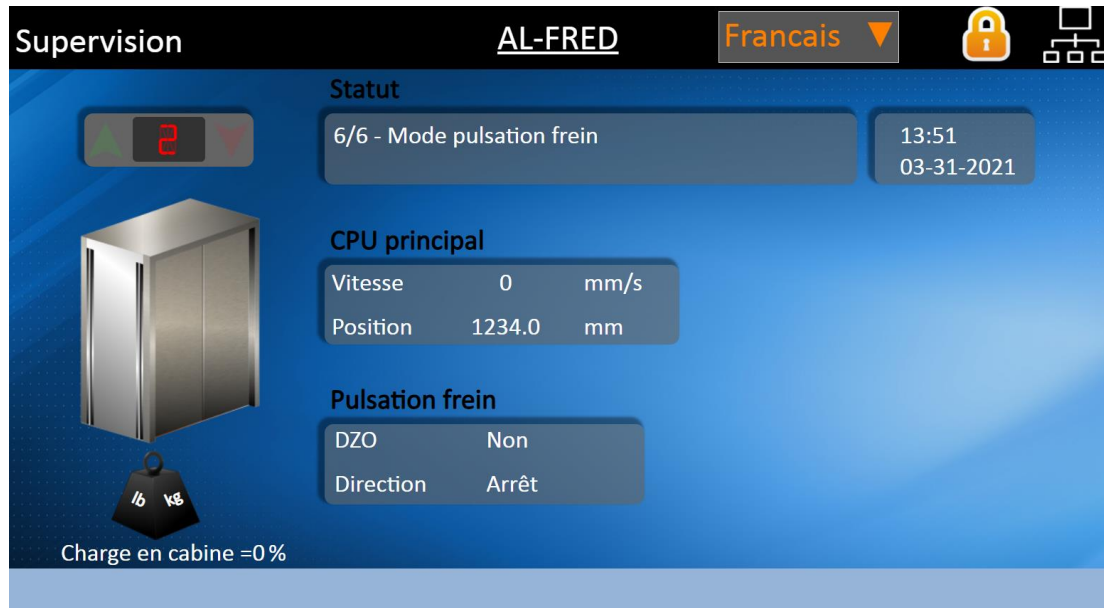 Supervision AL-FRED Francais
Statut
2
6/6 - Mode pulsation frein
13:51
03-31-2021
CPU principal
Vitesse 0 mm/s
Position 1234.0 mm
Pulsation frein
DZO Non
Direction Arrêt
lb kg
Charge en cabine =0 %